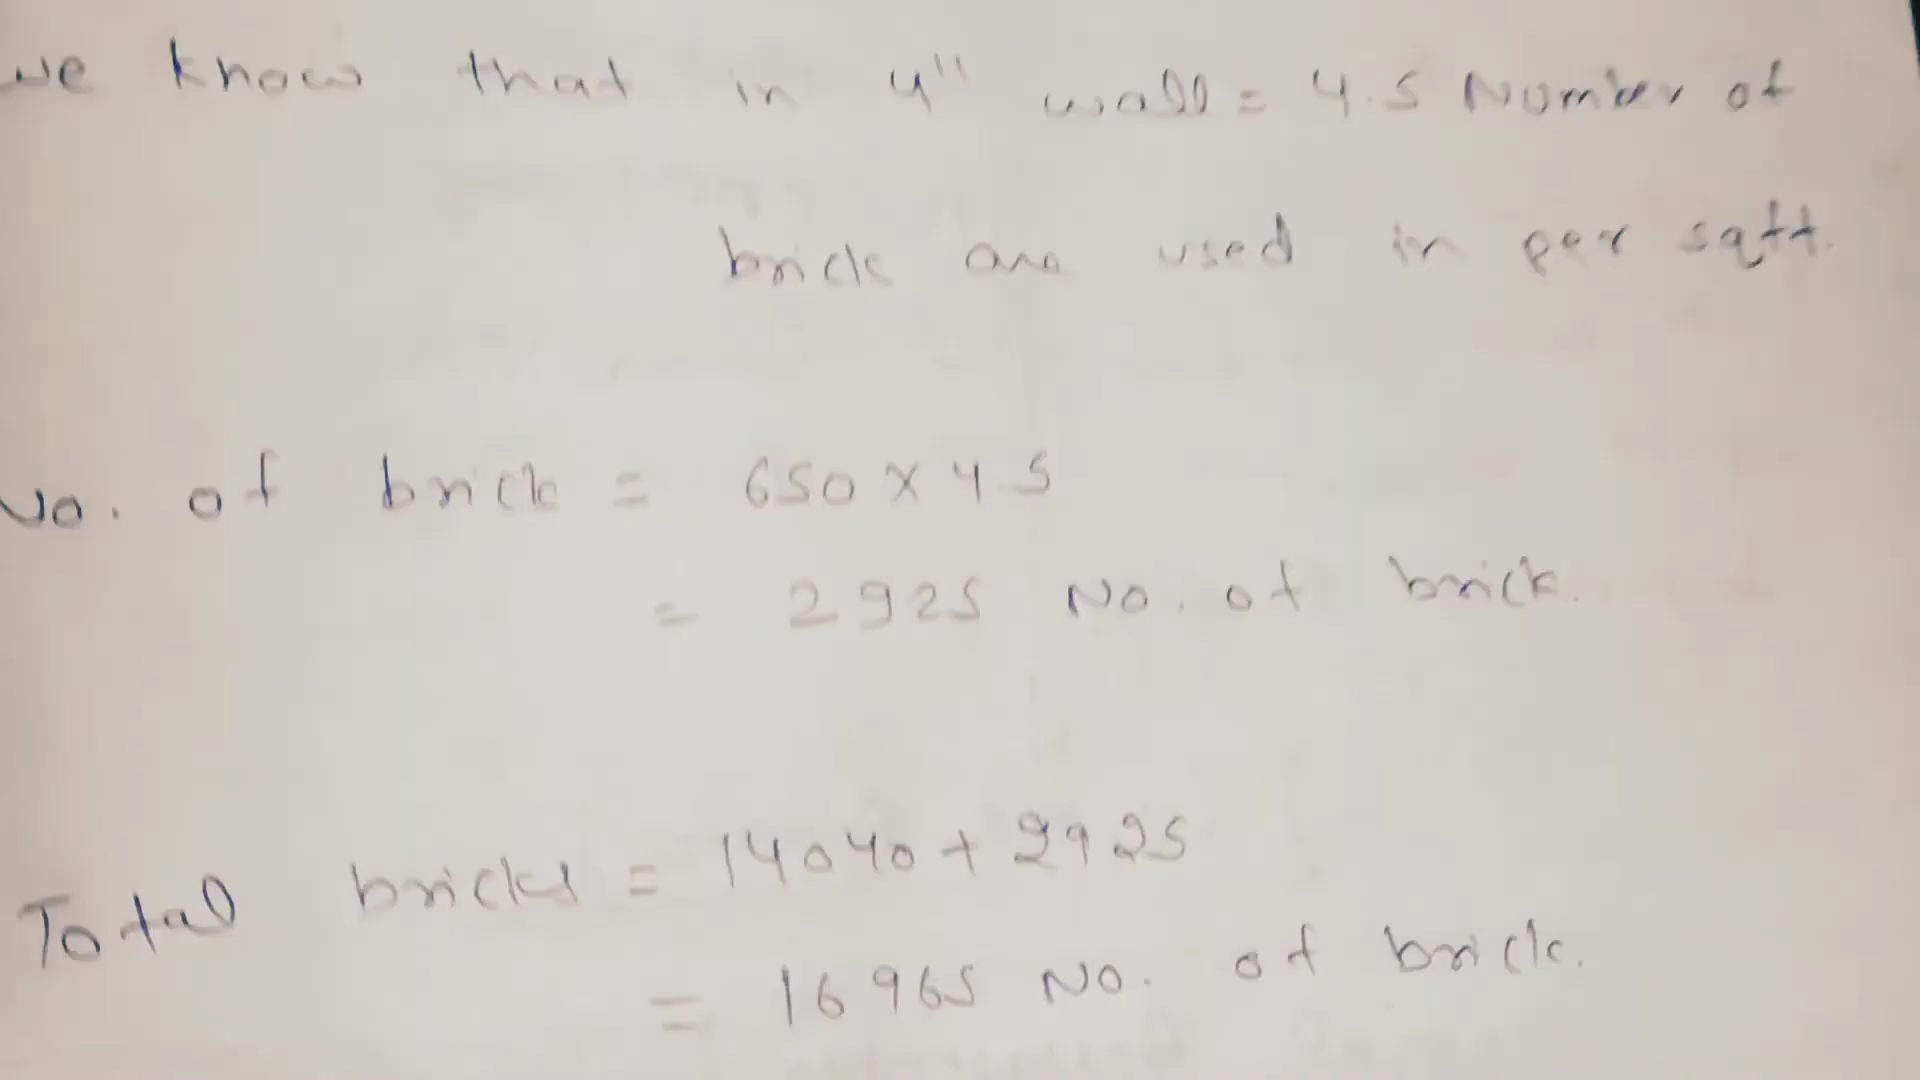 we know that in 4" wall = 4.5 Number of
brick are used in per sqft.
No. of brick = 650 x 4.5
= 2925 No. of brick.
Total bricks = 14040 + 2925
= 16965 No. of brick.